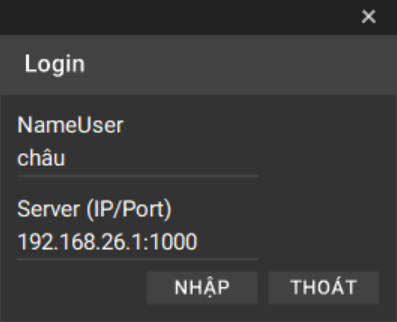 Login
NameUser
châu
Server (IP/Port)
192.168.26.1:1000
NHẬP THOÁT